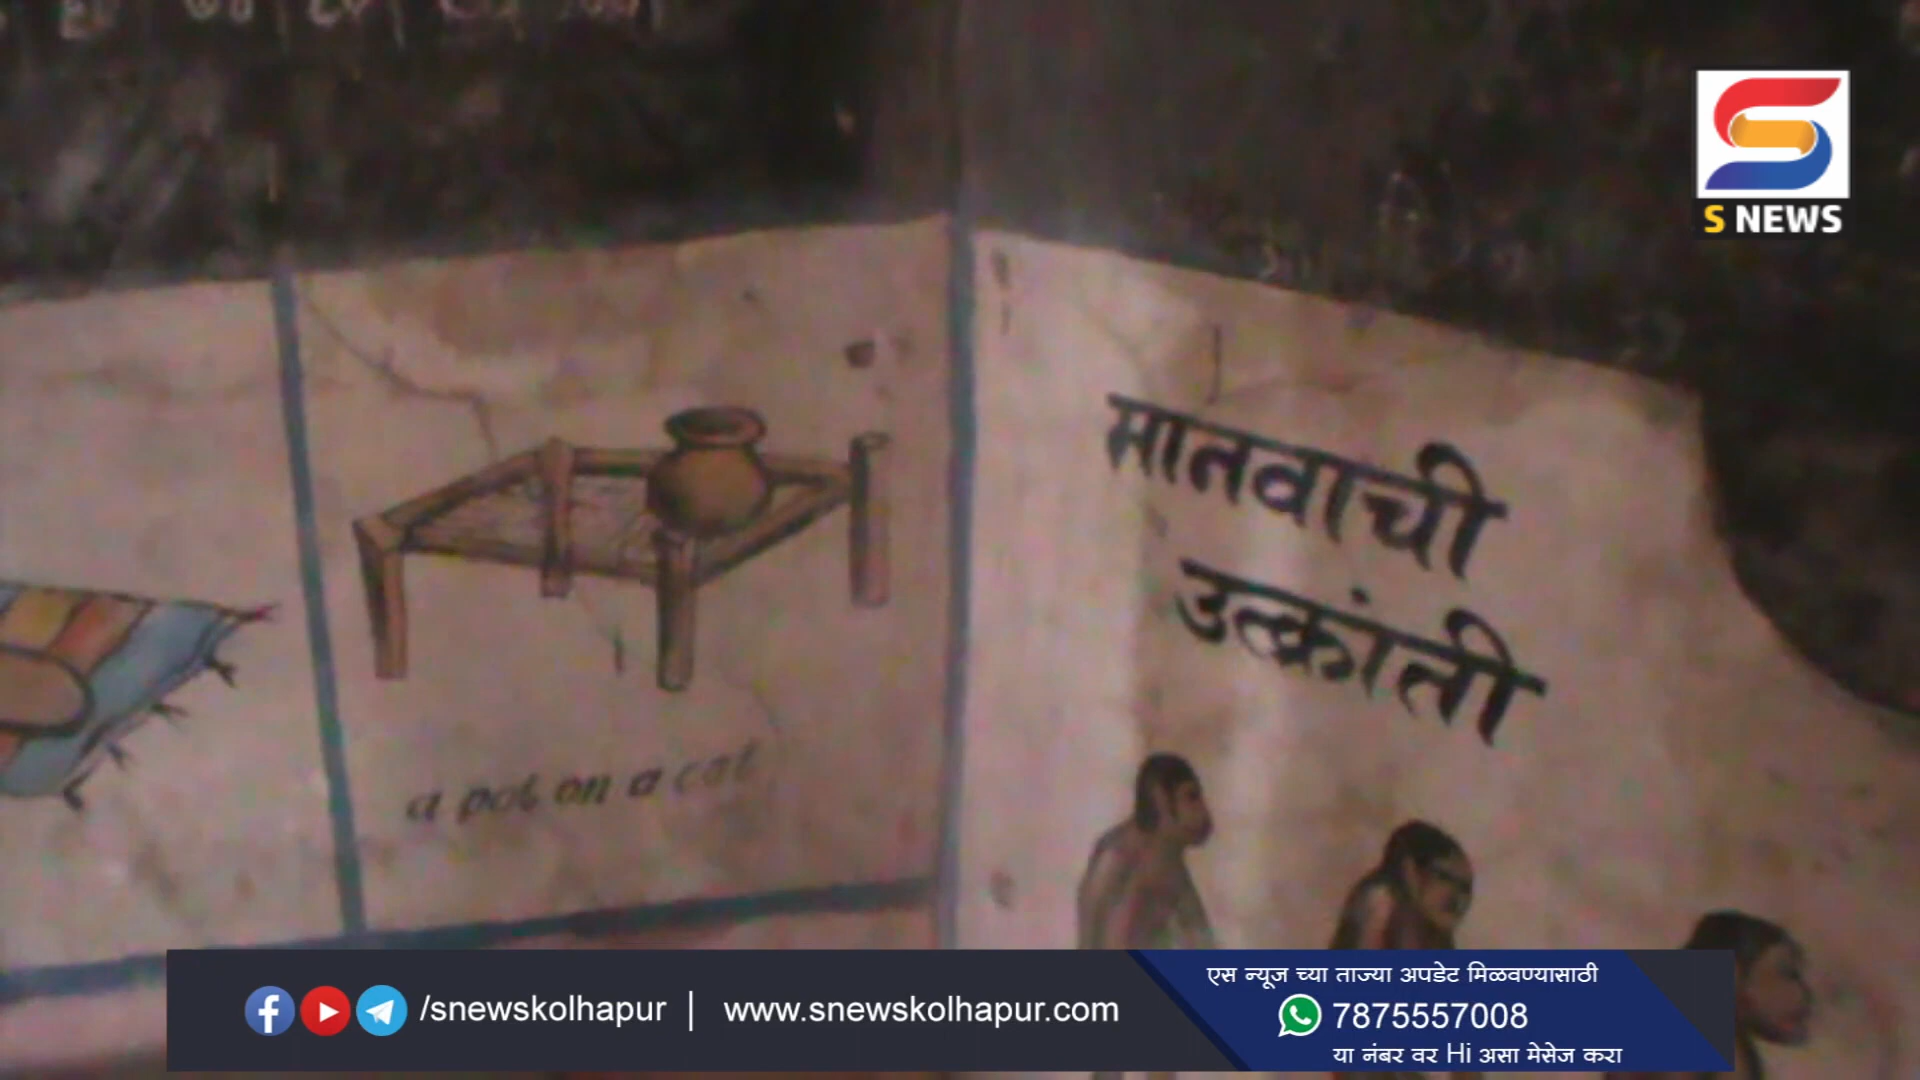 S NEWS
मानवाची
उत्क्रांती
a pot on a cot
/snewskolhapur | www.snewskolhapur.com
एस न्यूज च्या ताज्या अपडेट मिळवण्यासाठी
7875557008
या नंबर वर Hi असा मेसेज करा